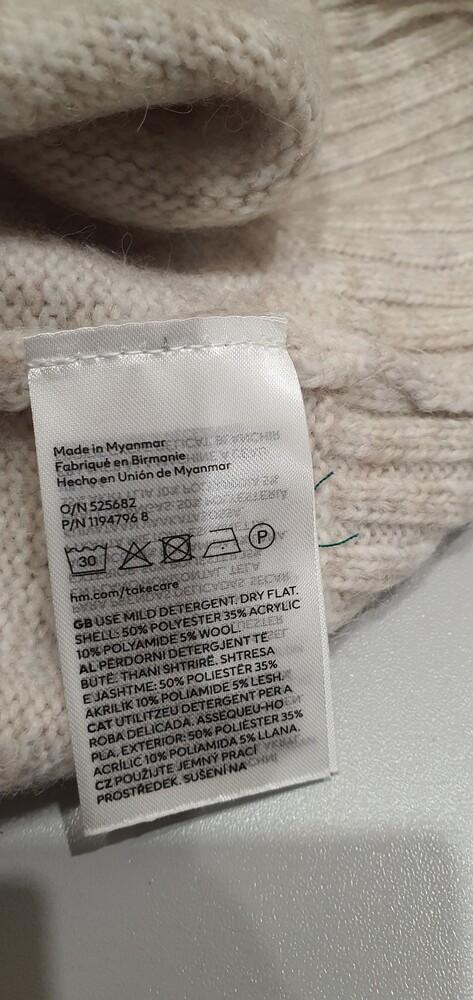 Made in Myanmar
Fabriqué en Birmanie
Hecho en Unión de Myanmar
O/N 525682
P/N 1194796 8
30
P
hm.com/takecare
GB USE MILD DETERGENT. DRY FLAT.
SHELL: 50% POLYESTER 35% ACRYLIC
10% POLYAMIDE 5% WOOL.
AL PËRDORNI DETERGJENT TË
BUTË. THANI SHTRIRË. SHTRESA
E JASHTME: 50% POLIESTËR 35%
AKRILIK 10% POLIAMIDE 5% LESH.
CAT UTILITZEU DETERGENT PER A
ROBA DELICADA. ASSEQUEU-HO
PLA. EXTERIOR: 50% POLIÈSTER 35%
ACRÍLIC 10% POLIAMIDA 5% LLANA.
CZ POUŽIJTE JEMNÝ PRACÍ
PROSTŘEDEK. SUŠENÍ NA